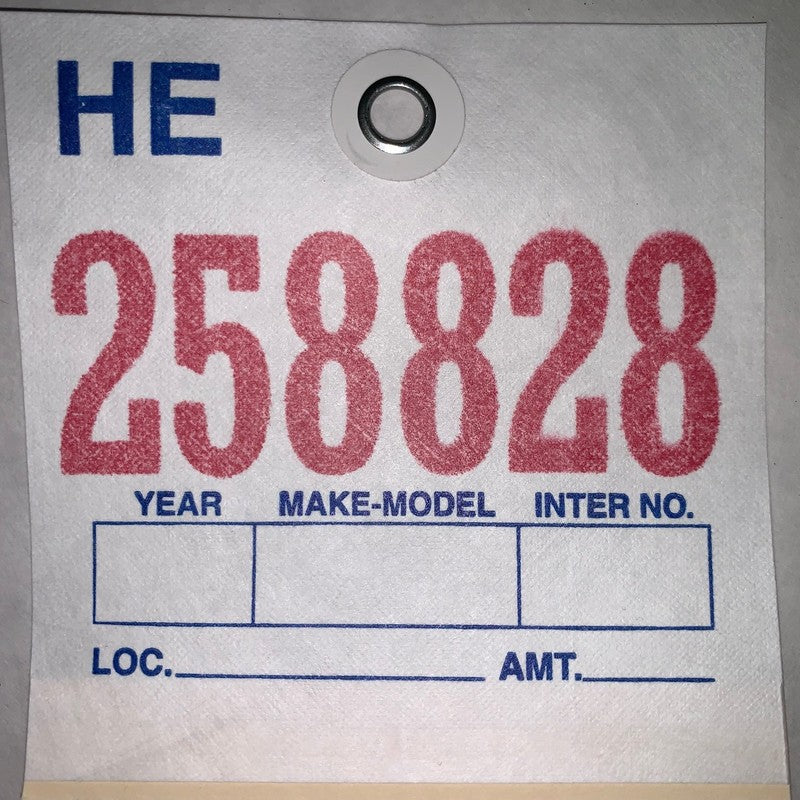 HE
258828
YEAR MAKE-MODEL INTER NO.
LOC. AMT.